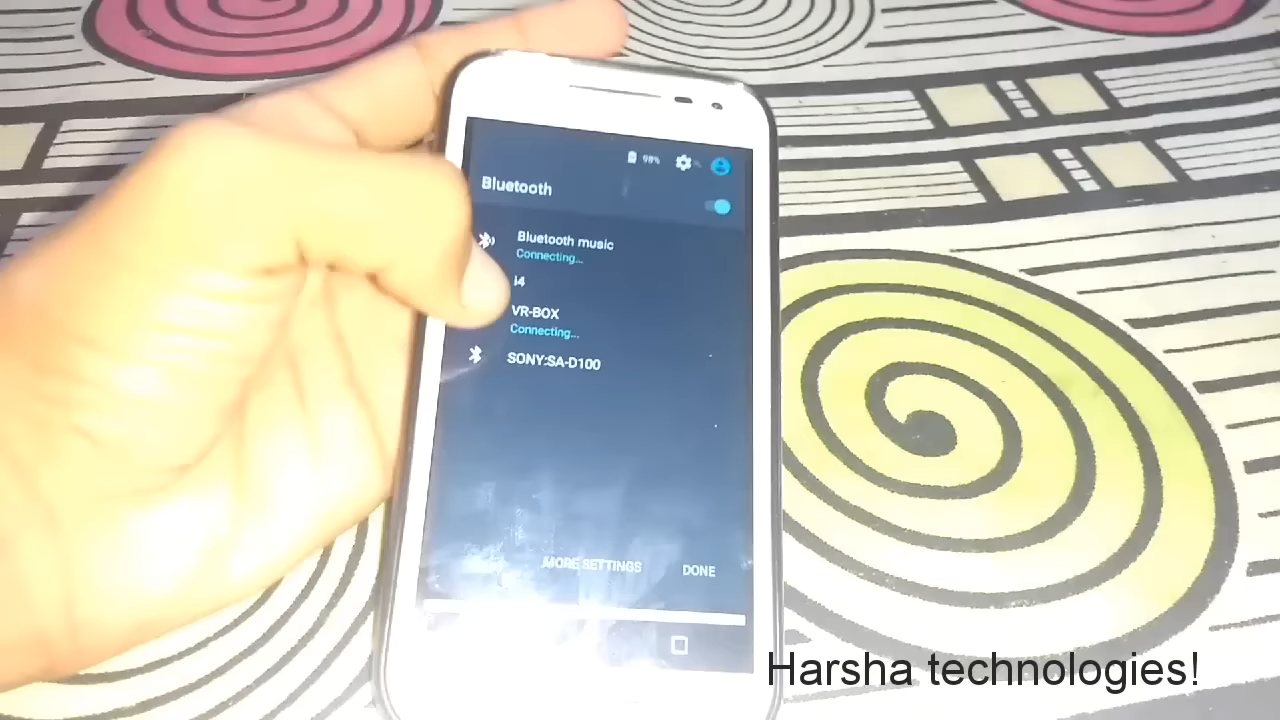 98%
Bluetooth
Bluetooth music
Connecting...
I4
VR-BOX
Connecting...
SONY:SA-D100
MORE SETTINGS
DONE
Harsha technologies!